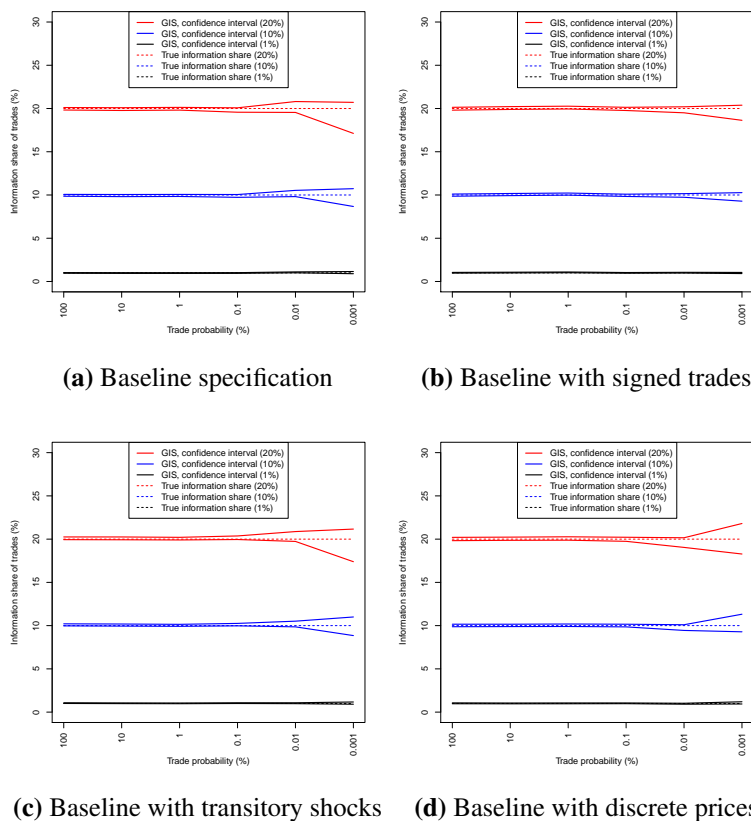 GIS, confidence interval (20%)
GIS, confidence interval (10%)
GIS, confidence interval (1%)
True information share (20%)
True information share (10%)
True information share (1%)
Information share of trades (%)
30
25
20
15
10
5
0
100
10
1
0.1
0.01
0.001
Trade probability (%)
(a) Baseline specification
GIS, confidence interval (20%)
GIS, confidence interval (10%)
GIS, confidence interval (1%)
True information share (20%)
True information share (10%)
True information share (1%)
Information share of trades (%)
30
25
20
15
10
5
0
100
10
1
0.1
0.01
0.001
Trade probability (%)
(b) Baseline with signed trades
GIS, confidence interval (20%)
GIS, confidence interval (10%)
GIS, confidence interval (1%)
True information share (20%)
True information share (10%)
True information share (1%)
Information share of trades (%)
30
25
20
15
10
5
0
100
10
1
0.1
0.01
0.001
Trade probability (%)
(c) Baseline with transitory shocks
GIS, confidence interval (20%)
GIS, confidence interval (10%)
GIS, confidence interval (1%)
True information share (20%)
True information share (10%)
True information share (1%)
Information share of trades (%)
30
25
20
15
10
5
0
100
10
1
0.1
0.01
0.001
Trade probability (%)
(d) Baseline with discrete prices